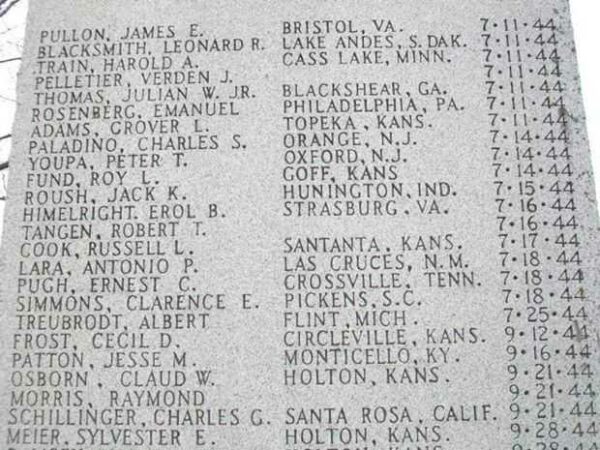 PULLON, JAMES E. BRISTOL, VA. 7·11·44
BLACKSMITH, LEONARD R. LAKE ANDES, S. DAK. 7·11·44
TRAIN, HAROLD A. CASS LAKE, MINN. 7·11·44
PELLETIER, VERDEN J. 7·11·44
THOMAS, JULIAN W. JR. BLACKSHEAR, GA. 7·11·44
ROSENBERG, EMANUEL PHILADELPHIA, PA. 7·11·44
ADAMS, GROVER L. TOPEKA, KANS. 7·11·44
PALADINO, CHARLES S. ORANGE, N.J. 7·14·44
YOUPA, PETER T. OXFORD, N.J. 7·14·44
FUND, ROY L. GOFF, KANS 7·14·44
ROUSH, JACK K. HUNINGTON, IND. 7·15·44
HIMELRIGHT. EROL B. STRASBURG, VA. 7·16·44
TANGEN, ROBERT T. 7·16·44
COOK, RUSSELL L. SANTANTA, KANS. 7·17·44
LARA, ANTONIO P. LAS CRUCES, N.M. 7·18·44
PUGH, ERNEST C. CROSSVILLE, TENN. 7·18·44
SIMMONS, CLARENCE E. PICKENS, S.C. 7·18·44
TREUBRODT, ALBERT FLINT, MICH. 7·25·44
FROST, CECIL D. CIRCLEVILLE, KANS. 9·12·44
PATTON, JESSE M. MONTICELLO, KY. 9·16·44
OSBORN, CLAUD W. HOLTON, KANS. 9·21·44
MORRIS, RAYMOND 9·21·44
SCHILLINGER, CHARLES G. SANTA ROSA, CALIF. 9·21·44
MEIER, SYLVESTER E. HOLTON, KANS. 9·28·44
9·28·44